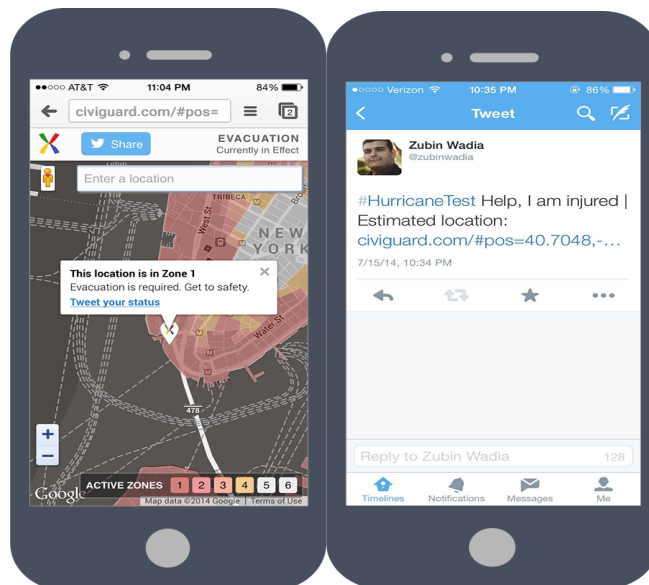 AT&T
11:04 PM
84%
civiguard.com/#pos=
2
Share
EVACUATION
Currently in Effect
Enter a location
TRIBECA
West St
NEW
YORK
This location is in Zone 1
Evacuation is required. Get to safety.
Tweet your status
Water St
478
+
−
Google
ACTIVE ZONES 1 2 3 4 5 6
Map data ©2014 Google Terms of Use
Verizon
10:35 PM
86%
Tweet
Zubin Wadia
@zubinwadia
#HurricaneTest Help, I am injured |
Estimated location:
civiguard.com/#pos=40.7048,-...
7/15/14, 10:34 PM
Reply to Zubin Wadia
128
Timelines
Notifications
Messages
Me